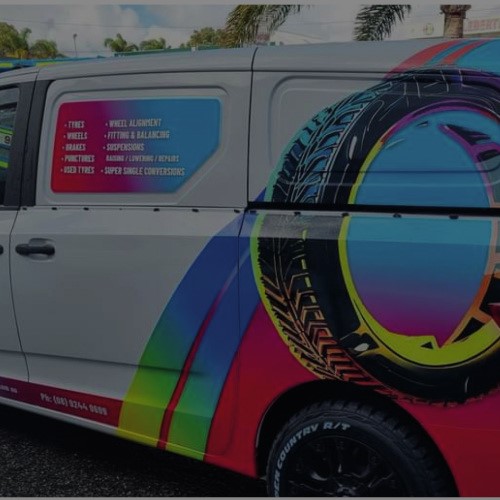 • TYRES
• WHEELS
• BRAKES
• PUNCTURES
• USED TYRES
• WHEEL ALIGNMENT
• FITTING & BALANCING
• SUSPENSIONS
RAISING / LOWERING / REPAIRS
• SUPER SINGLE CONVERSIONS
Ph: (08) 9244 0000
COUNTRY R/T